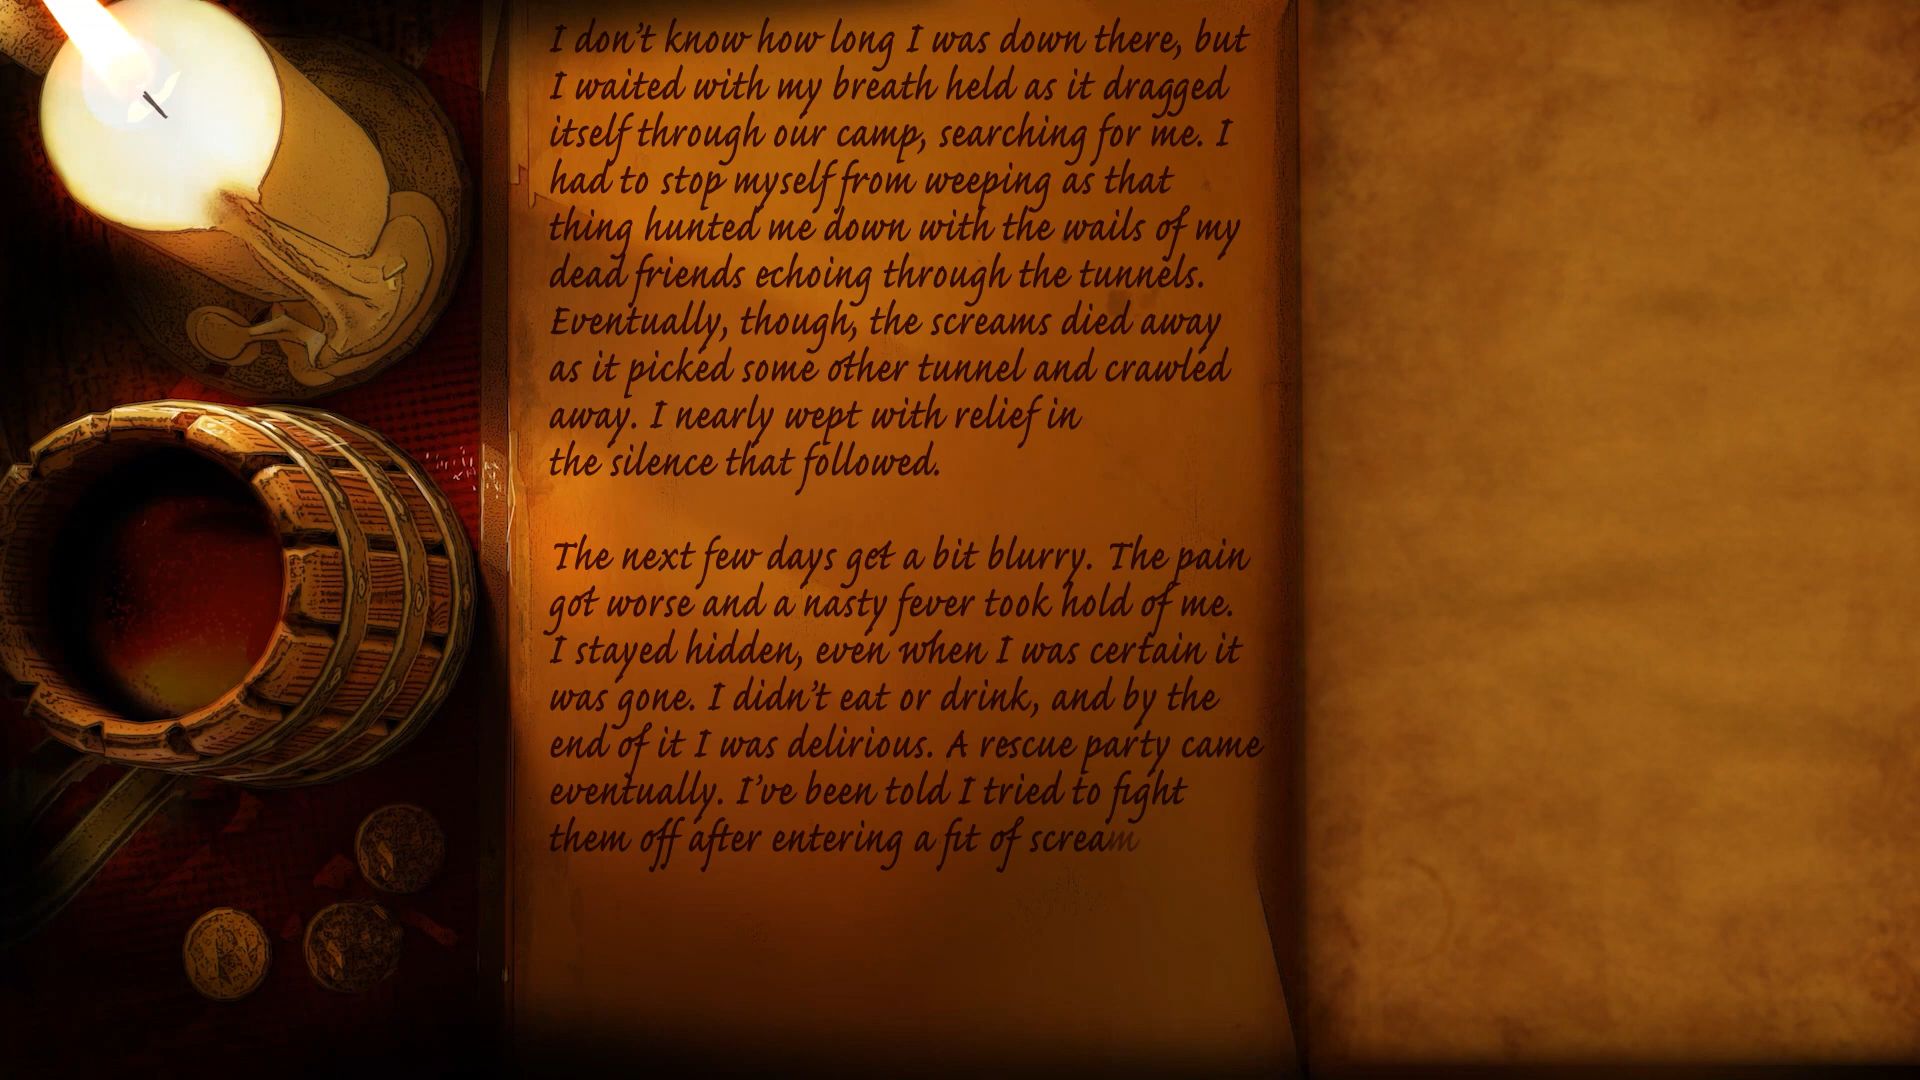 I don't know how long I was down there, but
I waited with my breath held as it dragged
itself through our camp, searching for me. I
had to stop myself from weeping as that
thing hunted me down with the wails of my
dead friends echoing through the tunnels.
Eventually, though, the screams died away
as it picked some other tunnel and crawled
away. I nearly wept with relief in
the silence that followed.
The next few days get a bit blurry. The pain
got worse and a nasty fever took hold of me.
I stayed hidden, even when I was certain it
was gone. I didn't eat or drink, and by the
end of it I was delirious. A rescue party came
eventually. I've been told I tried to fight
them off after entering a fit of scream